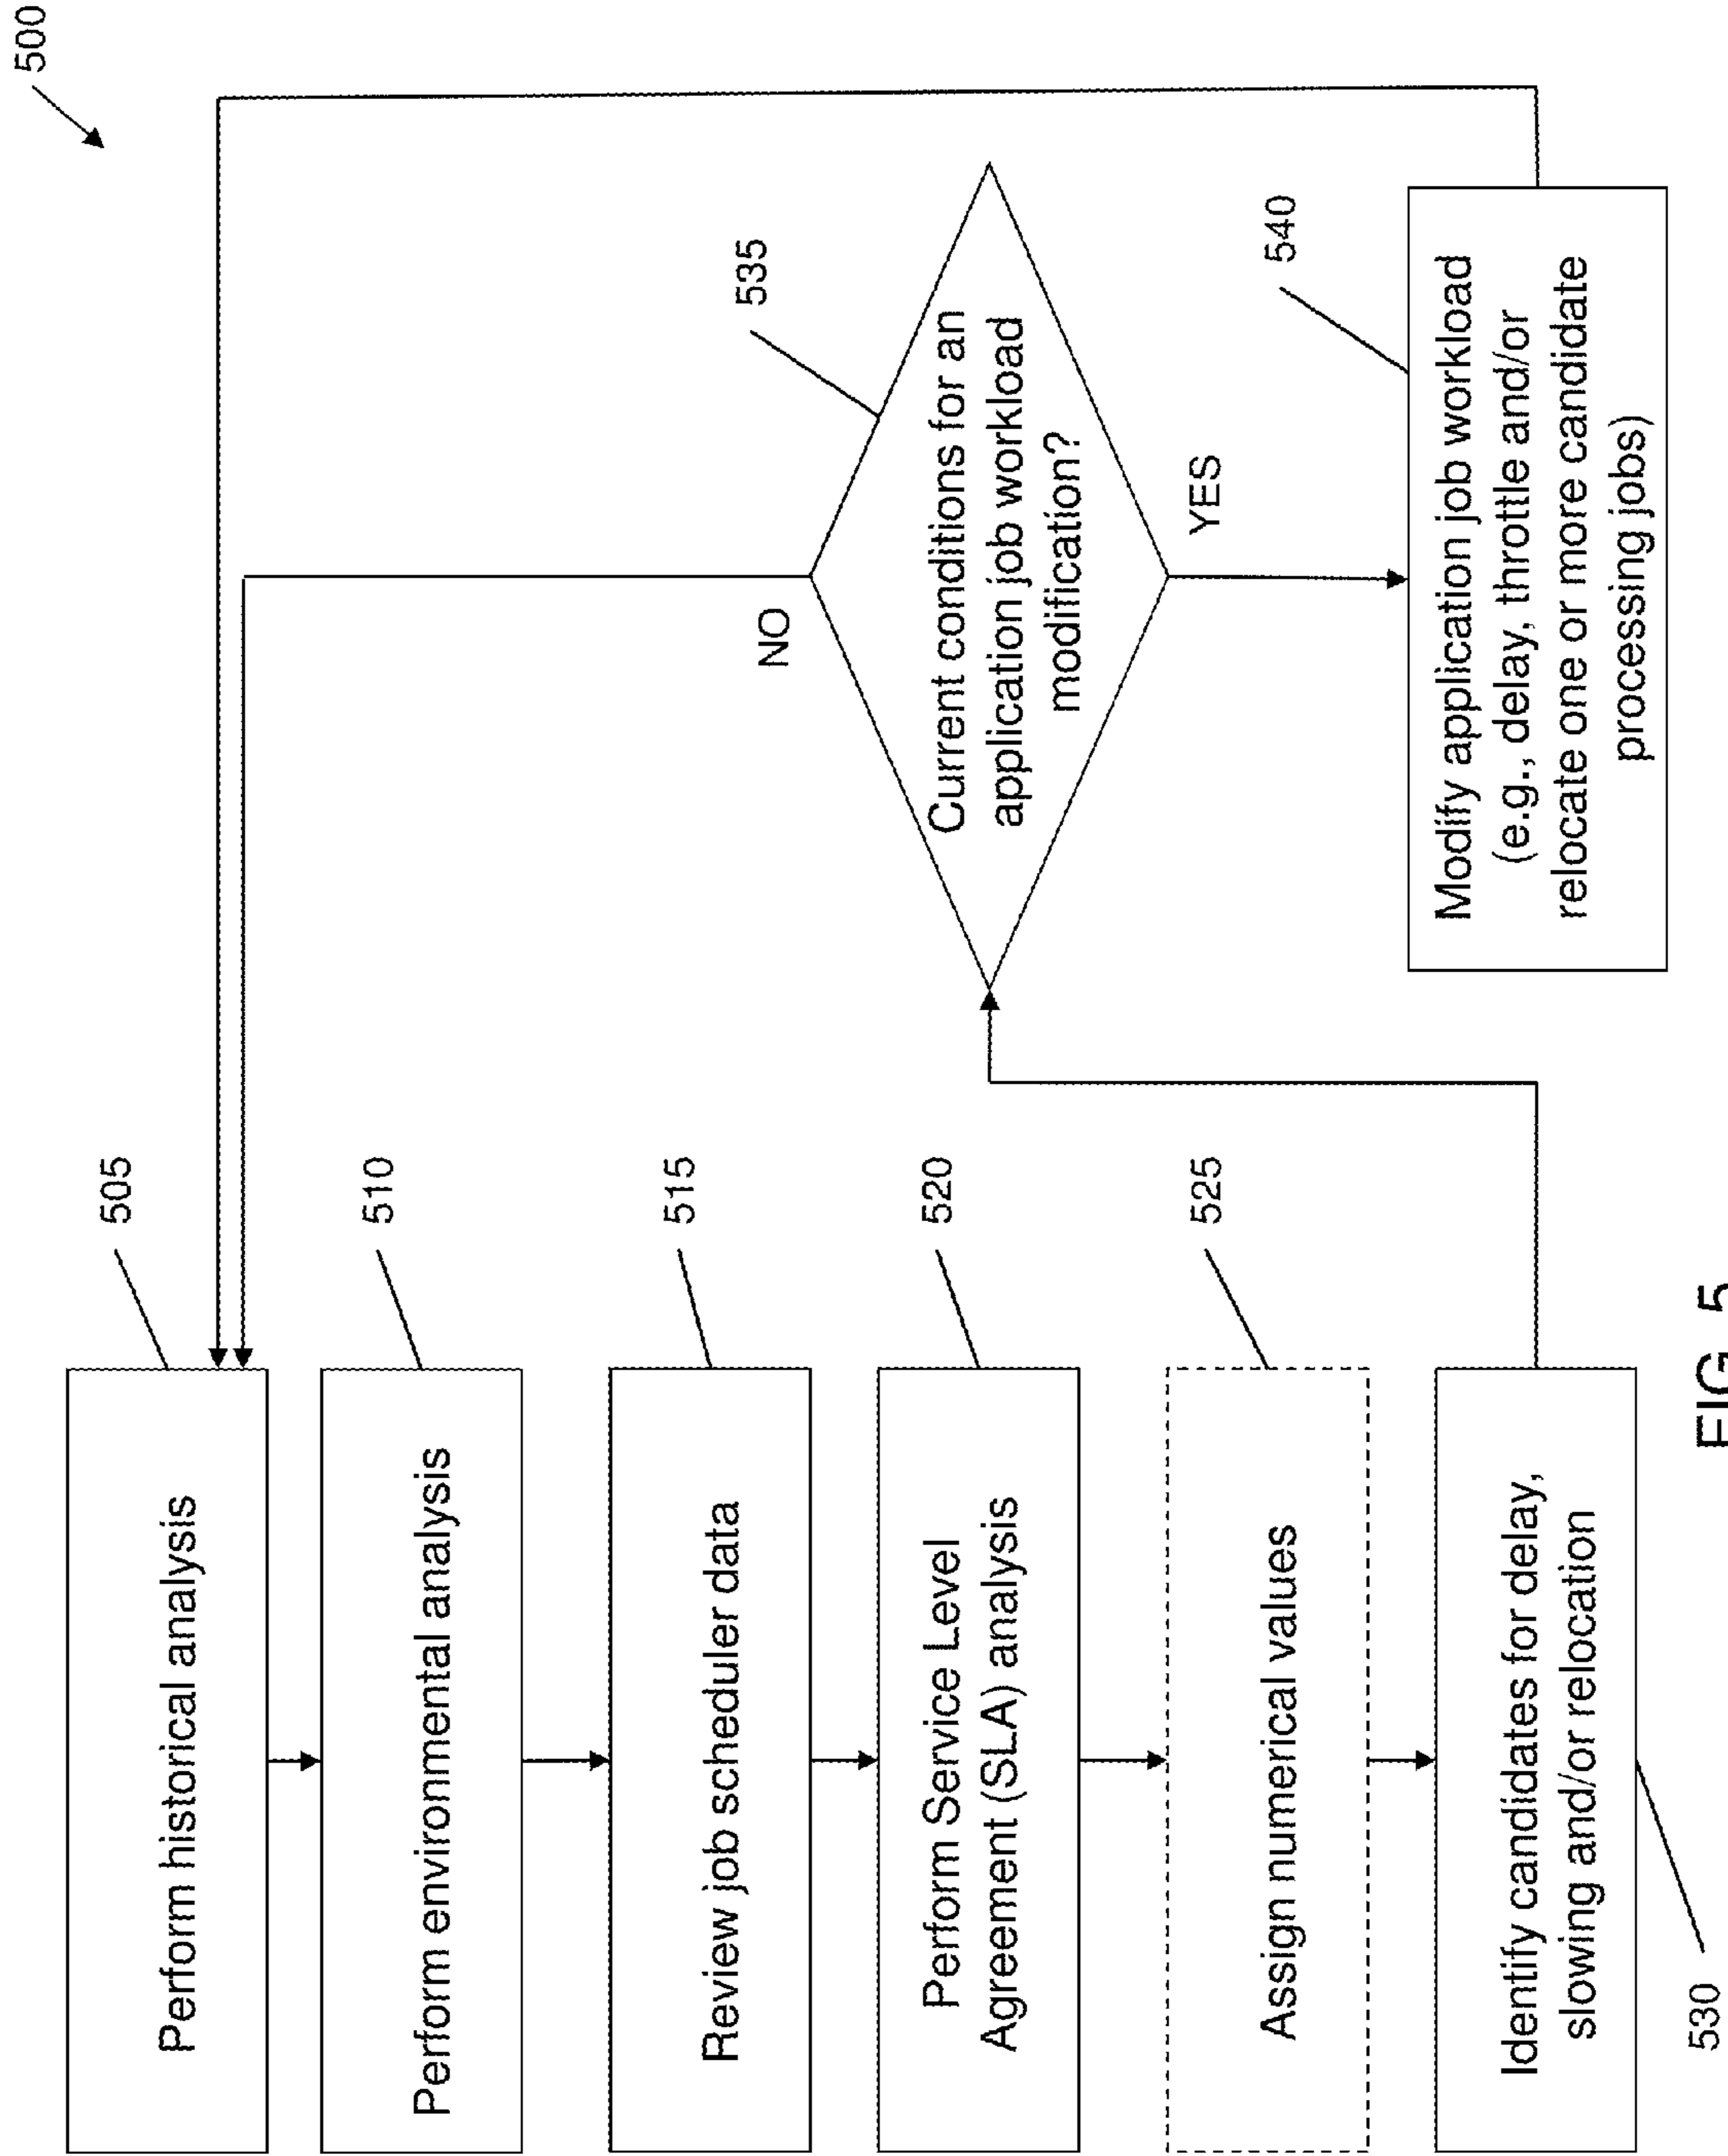 500
505
Perform historical analysis
510
Perform environmental analysis
515
Review job scheduler data
520
Perform Service Level
Agreement (SLA) analysis
525
Assign numerical values
Identify candidates for delay,
slowing and/or relocation
530
NO
535
Current conditions for an
application job workload
modification?
YES
540
Modify application job workload
(e.g., delay, throttle and/or
relocate one or more candidate
processing jobs)
FIG. 5